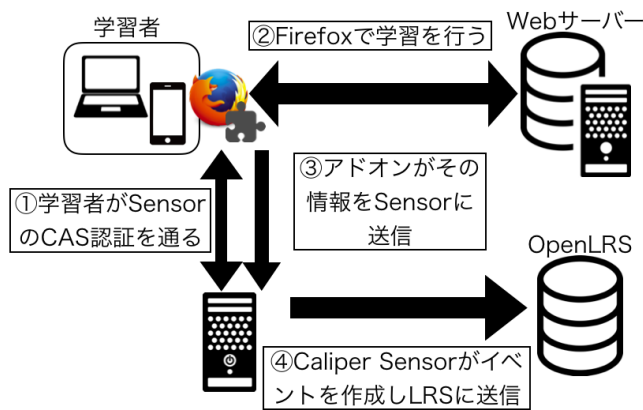 学習者
②Firefoxで学習を行う
Webサーバー
①学習者がSensor
のCAS認証を通る
③アドオンがその
情報をSensorに
送信
OpenLRS
④Caliper Sensorがイベ
ントを作成しLRSに送信